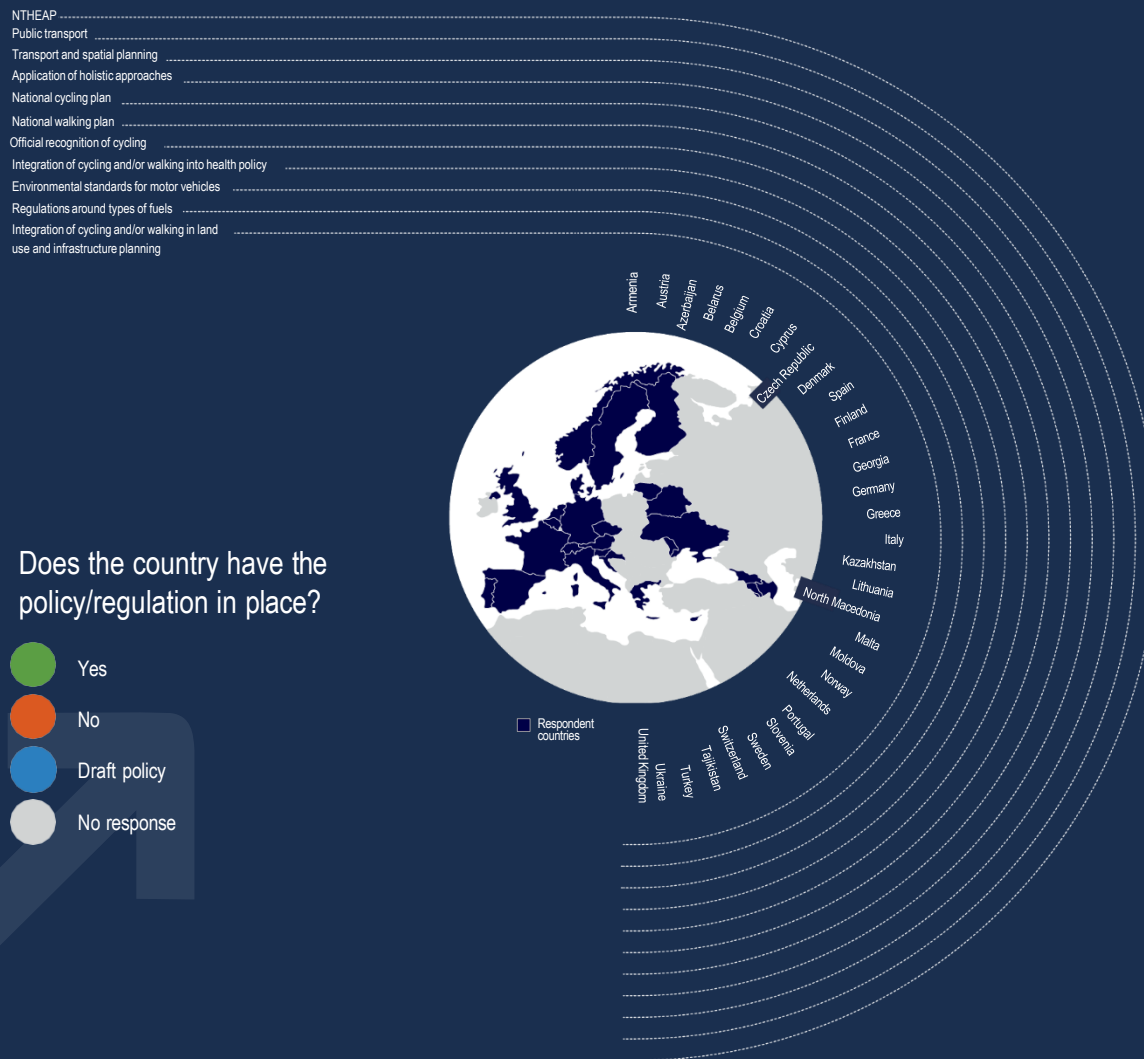 NTHEAP
Public transport
Transport and spatial planning
Application of holistic approaches
National cycling plan
National walking plan
Official recognition of cycling
Integration of cycling and/or walking into health policy
Environmental standards for motor vehicles
Regulations around types of fuels
Integration of cycling and/or walking in land
use and infrastructure planning
Armenia
Austria
Azerbaijan
Belarus
Belgium
Croatia
Cyprus
Czech Republic
Denmark
Spain
Finland
France
Georgia
Germany
Greece
Italy
Kazakhstan
Lithuania
North Macedonia
Malta
Moldova
Norway
Netherlands
Portugal
Slovenia
Sweden
Switzerland
Tajikistan
Turkey
Ukraine
United Kingdom
Respondent
countries
Does the country have the
policy/regulation in place?
Yes
No
Draft policy
No response